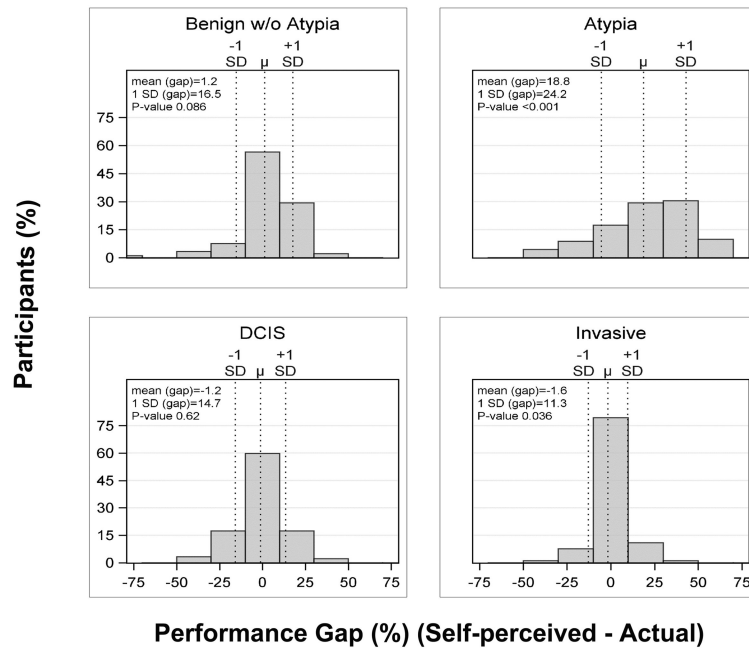 Benign w/o Atypia
-1 +1
SD μ SD
mean (gap)=1.2
1 SD (gap)=16.5
P-value 0.086
75
60
45
30
15
0
Atypia
-1 +1
SD μ SD
mean (gap)=18.8
1 SD (gap)=24.2
P-value <0.001
Participants (%)
DCIS
-1 +1
SD μ SD
mean (gap)=-1.2
1 SD (gap)=14.7
P-value 0.62
75
60
45
30
15
0
-75 -50 -25 0 25 50 75
Invasive
-1 +1
SD μ SD
mean (gap)=-1.6
1 SD (gap)=11.3
P-value 0.036
-75 -50 -25 0 25 50 75
Performance Gap (%) (Self-perceived - Actual)